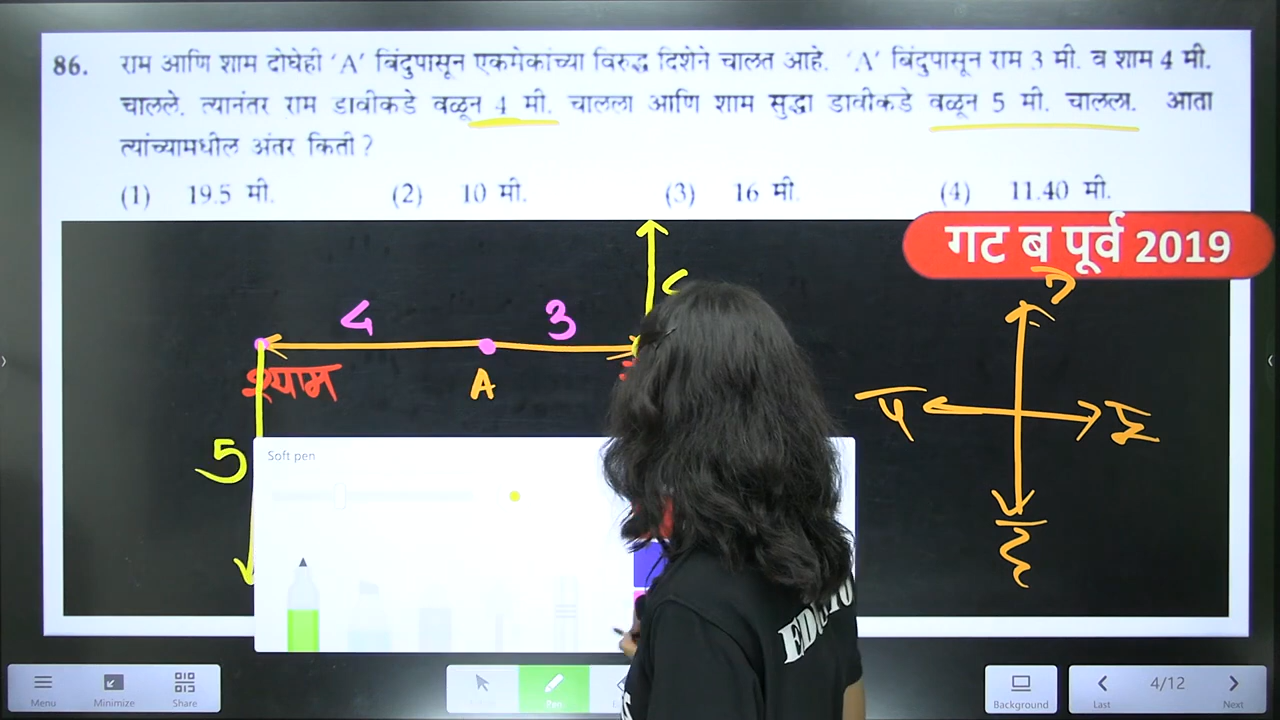 86. राम आणि शाम दोघेही 'A' बिंदुपासून एकमेकांच्या विरुद्ध दिशेने चालत आहे. 'A' बिंदुपासून राम 3 मी. व शाम 4 मी.
चालले. त्यानंतर राम डावीकडे वळून 4 मी. चालला आणि शाम सुद्धा डावीकडे वळून 5 मी. चालला. आता
त्यांच्यामधील अंतर किती ?
(1) 19.5 मी. (2) 10 मी. (3) 16 मी. (4) 11.40 मी.
गट ब पूर्व 2019
4 3
श्याम A
5
Soft pen
Menu Minimize Share Pen Background Last 4/12 Next